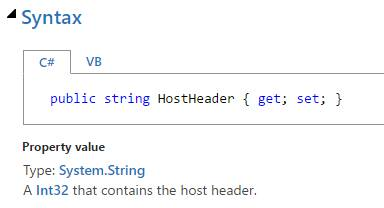 Syntax
C# VB
public string HostHeader { get; set; }
Property value
Type: System.String
A Int32 that contains the host header.